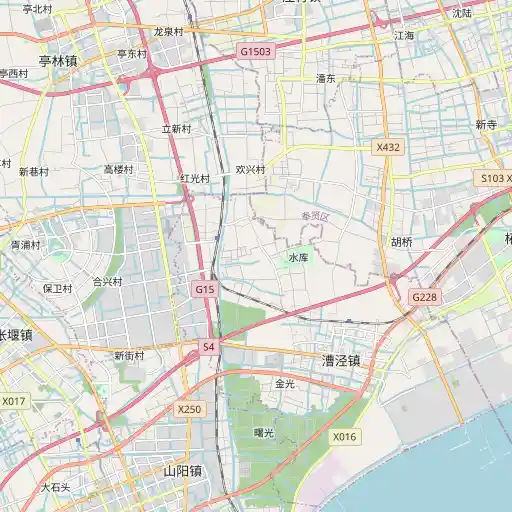 亭北村
龙泉村
沈陆
江海
亭东村
G1503
亭林镇
亭西村
潘东
立新村
新寺
X432
高楼村
欢兴村
新巷村
红光村
S103 X
奉贤区
胡桥
青浦村
水库
合兴村
保卫村
G15
G228
张堰镇
S4
新街村
漕泾镇
金光
X017
X250
曙光
X016
山阳镇
大石头